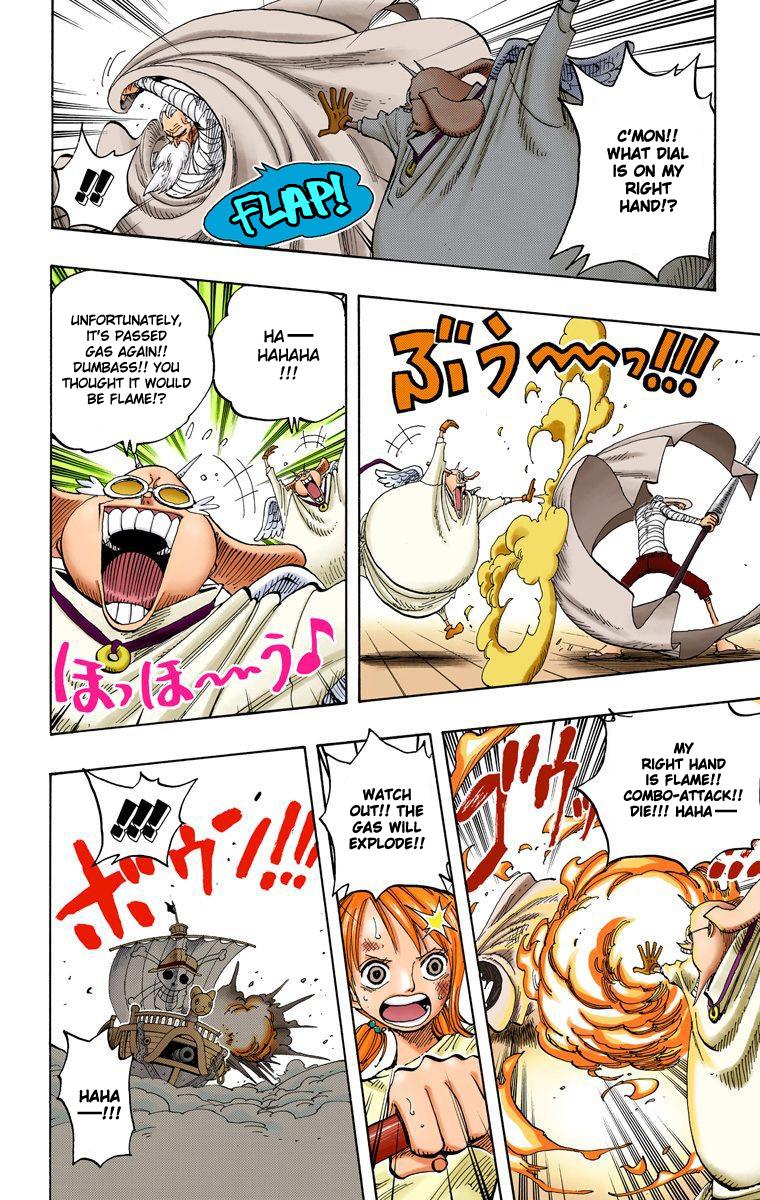 C'MON!!
WHAT DIAL
IS ON MY
RIGHT
HAND!?
FLAP!
!!
ぶぅ〜〜っ!!!
HA—
HAHAHA
!!!
UNFORTUNATELY,
IT'S PASSED
GAS AGAIN!!
DUMBASS!! YOU
THOUGHT IT WOULD
BE FLAME!?
ほっほ〜〜う♪
MY
RIGHT HAND
IS FLAME!!
COMBO-ATTACK!!
DIE!!! HAHA—
WATCH
OUT!! THE
GAS WILL
EXPLODE!!
!!!
ボウン!!!
HAHA
—!!!